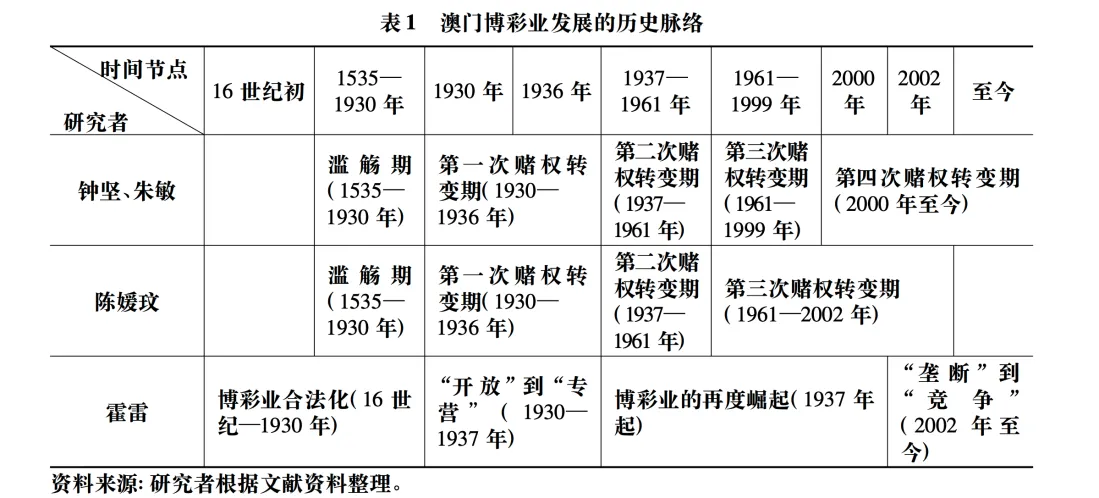 表1 澳门博彩业发展的历史脉络
时间节点
研究者
16 世纪初
1535—
1930 年
1930 年
1936 年
1937—
1961 年
1961—
1999 年
2000
年
2002
年
至今
钟坚、朱敏
滥觞期
(1535—
1930 年)
第一次赌权转
变期(1930—
1936 年)
第二次赌
权转变期
(1937—
1961 年)
第三次赌
权转变期
(1961—
1999 年)
第四次赌权转变期
(2000 年至今)
陈媛玟
滥觞期
(1535—
1930 年)
第一次赌权转
变期(1930—
1936 年)
第二次赌
权转变期
(1937—
1961 年)
第三次赌权转变期
(1961—2002 年)
霍雷
博彩业合法化(16 世
纪—1930 年)
“开放”到“专
营”(1930—
1937 年)
博彩业的再度崛起(1937 年
起)
“垄断”到
“竞争”
(2002 年至
今)
资料来源: 研究者根据文献资料整理。